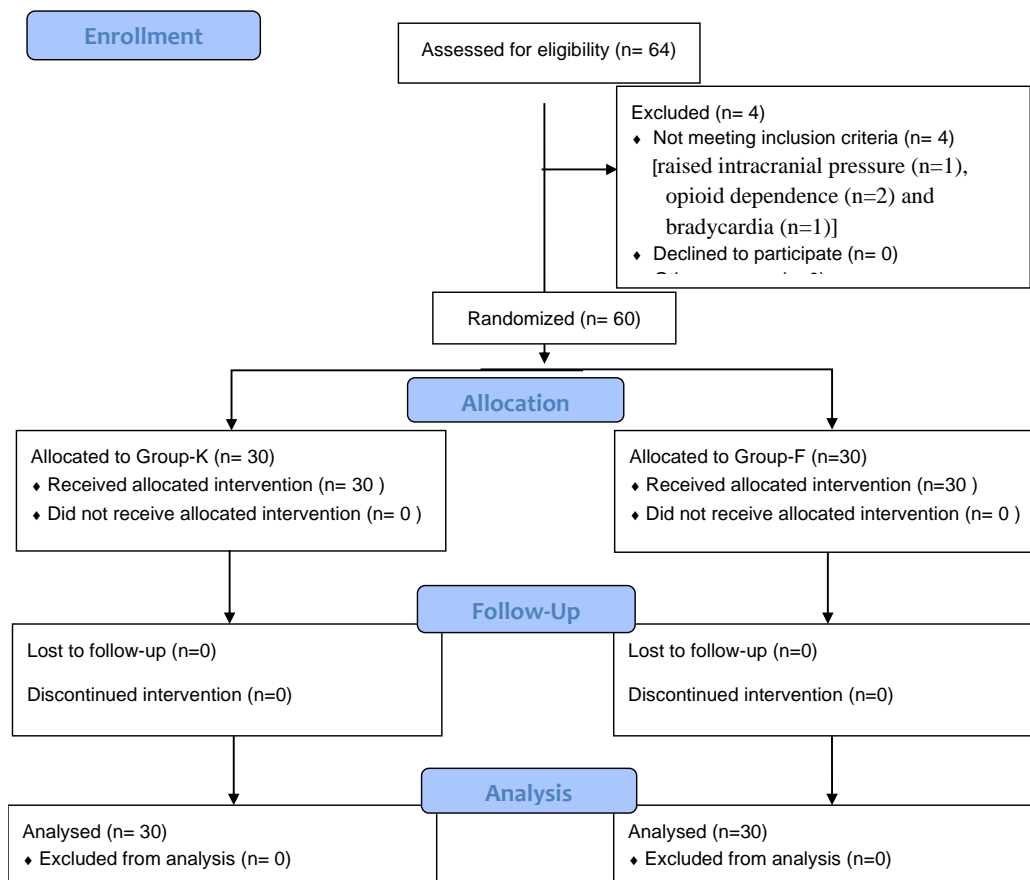 Enrollment
Assessed for eligibility (n= 64)
Excluded (n= 4)
♦ Not meeting inclusion criteria (n= 4)
[raised intracranial pressure (n=1),
opioid dependence (n=2) and
bradycardia (n=1)]
♦ Declined to participate (n= 0)
Randomized (n= 60)
Allocation
Allocated to Group-K (n= 30)
♦ Received allocated intervention (n= 30 )
♦ Did not receive allocated intervention (n= 0 )
Allocated to Group-F (n=30)
♦ Received allocated intervention (n=30 )
♦ Did not receive allocated intervention (n= 0 )
Follow-Up
Lost to follow-up (n=0)
Discontinued intervention (n=0)
Lost to follow-up (n=0)
Discontinued intervention (n=0)
Analysis
Analysed (n= 30)
♦ Excluded from analysis (n= 0)
Analysed (n=30)
♦ Excluded from analysis (n=0)